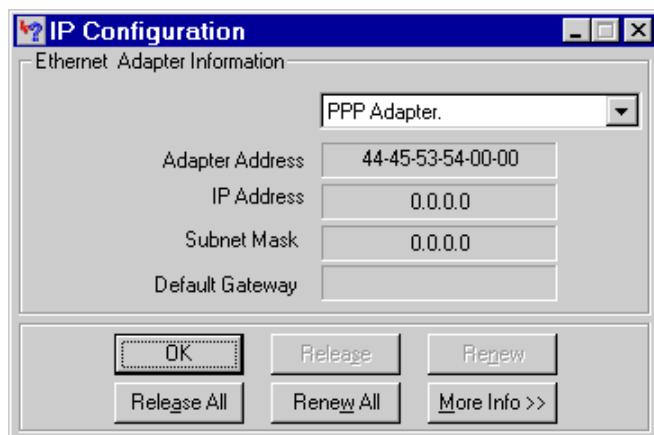 IP Configuration
Ethernet Adapter Information
PPP Adapter.
Adapter Address 44-45-53-54-00-00
IP Address 0.0.0.0
Subnet Mask 0.0.0.0
Default Gateway
OK Release Renew
Release All Renew All More Info >>